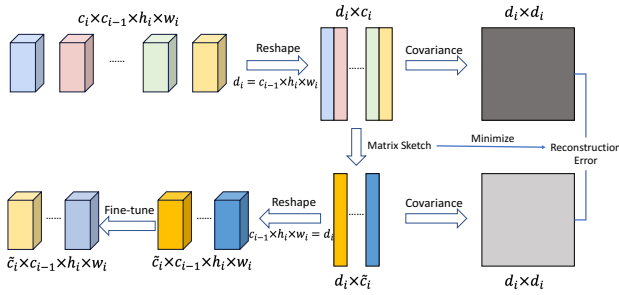 c_i×c_{i−1}×h_i×w_i
d_i×c_i
d_i×d_i
......
Reshape
d_i = c_{i−1}×h_i×w_i
......
Covariance
Matrix Sketch
Minimize
Reconstruction
Error
......
Fine-tune
......
Reshape
c_{i−1}×h_i×w_i = d_i
......
Covariance
c̃_i×c_{i−1}×h_i×w_i
c̃_i×c_{i−1}×h_i×w_i
d_i×c̃_i
d_i×d_i